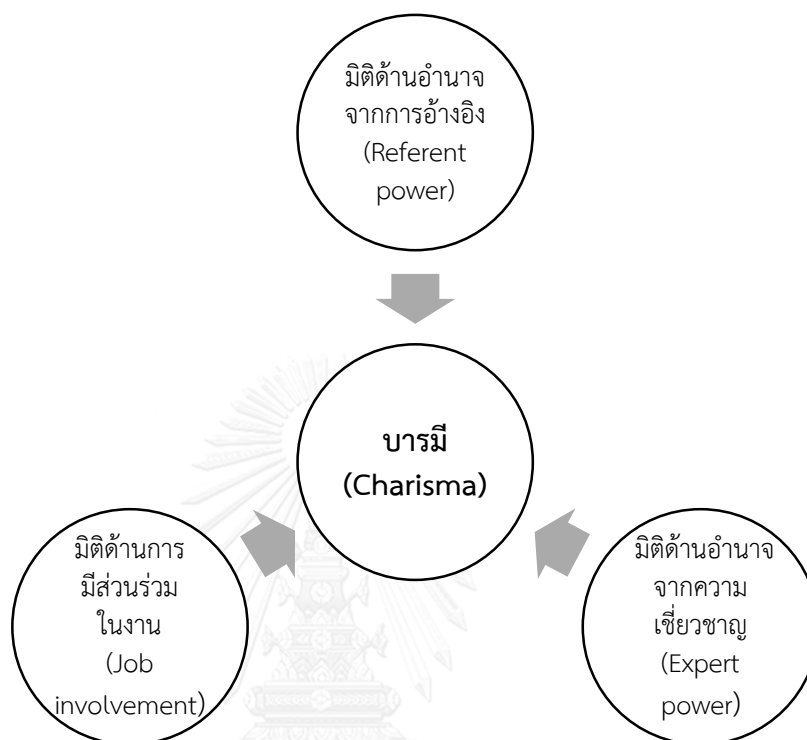 มิติด้านอำนาจ
จากการอ้างอิง
(Referent
power)
บารมี
(Charisma)
มิติด้านการ
มีส่วนร่วม
ในงาน
(Job
involvement)
มิติด้านอำนาจ
จากความ
เชี่ยวชาญ
(Expert
power)